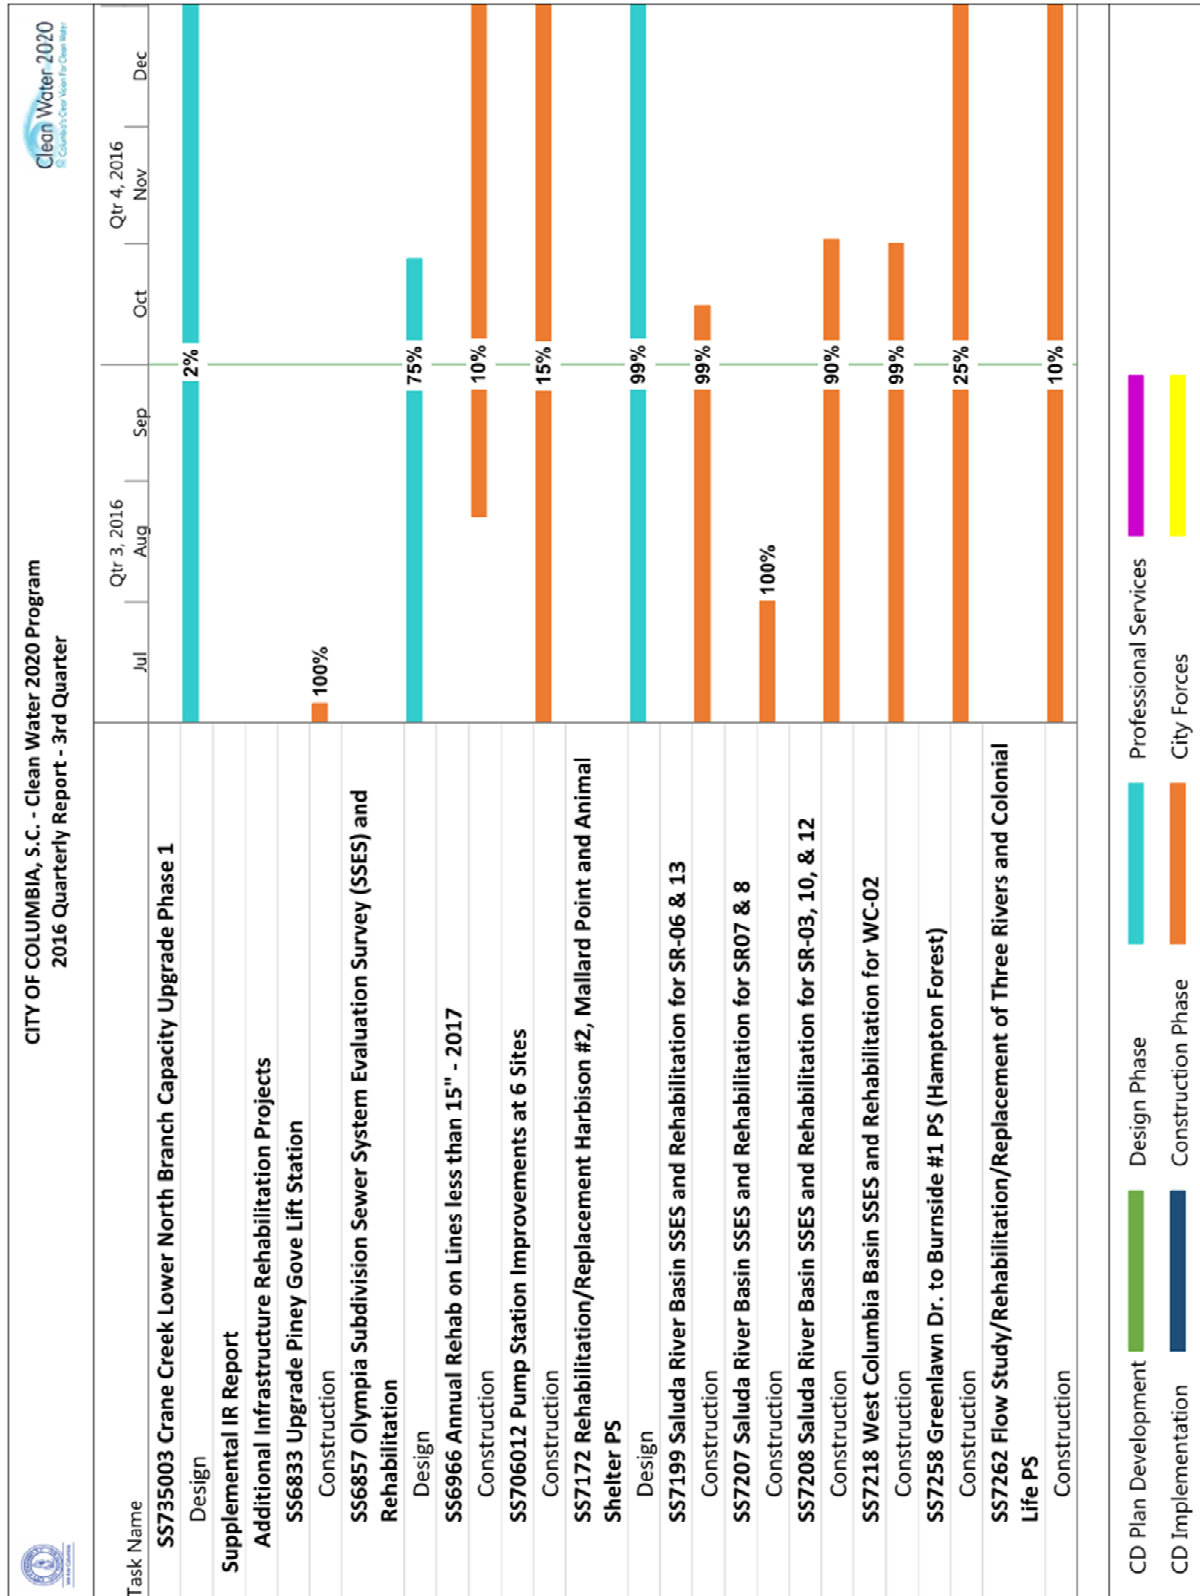 CITY OF COLUMBIA, S.C. - Clean Water 2020 Program
2016 Quarterly Report - 3rd Quarter
Clean Water 2020
Columbia's Clear Vision For Clean Water
We Are Columbia
Task Name
Qtr 3, 2016
Qtr 4, 2016
Jul
Aug
Sep
Oct
Nov
Dec
SS735003 Crane Creek Lower North Branch Capacity Upgrade Phase 1
Design
2%
Supplemental IR Report
Additional Infrastructure Rehabilitation Projects
SS6833 Upgrade Piney Gove Lift Station
Construction
100%
SS6857 Olympia Subdivision Sewer System Evaluation Survey (SSES) and
Rehabilitation
Design
75%
SS6966 Annual Rehab on Lines less than 15" - 2017
Construction
10%
SS706012 Pump Station Improvements at 6 Sites
Construction
15%
SS7172 Rehabilitation/Replacement Harbison #2, Mallard Point and Animal
Shelter PS
Design
99%
SS7199 Saluda River Basin SSES and Rehabilitation for SR-06 & 13
Construction
99%
SS7207 Saluda River Basin SSES and Rehabilitation for SR07 & 8
Construction
100%
SS7208 Saluda River Basin SSES and Rehabilitation for SR-03, 10, & 12
Construction
90%
SS7218 West Columbia Basin SSES and Rehabilitation for WC-02
Construction
99%
SS7258 Greenlawn Dr. to Burnside #1 PS (Hampton Forest)
Construction
25%
SS7262 Flow Study/Rehabilitation/Replacement of Three Rivers and Colonial
Life PS
Construction
10%
CD Plan Development
Design Phase
Professional Services
CD Implementation
Construction Phase
City Forces